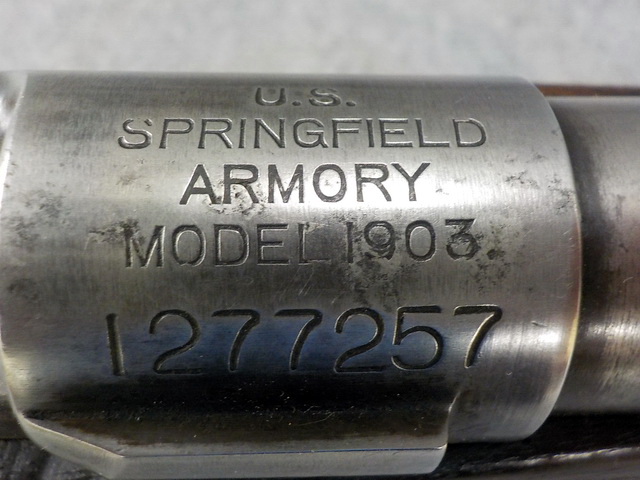 U.S.
SPRINGFIELD
ARMORY
MODEL 1903.
1277257